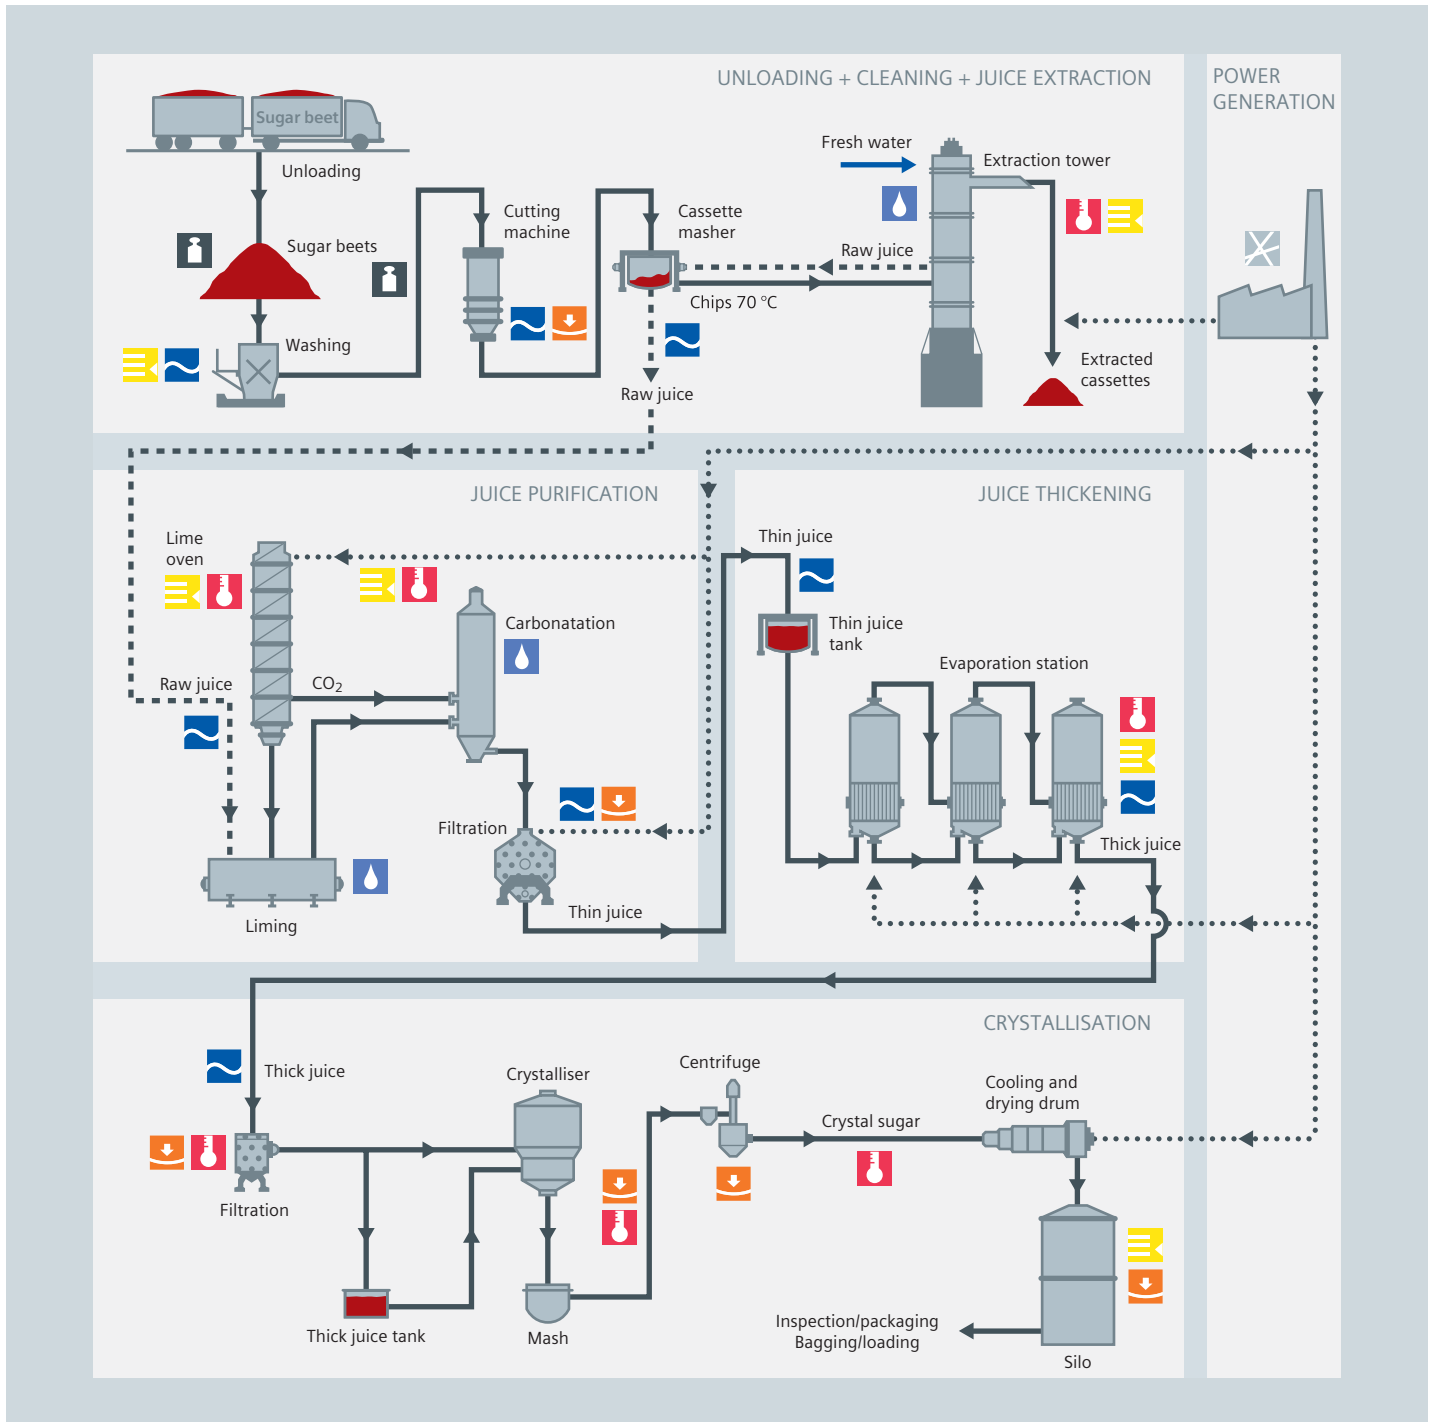 UNLOADING + CLEANING + JUICE EXTRACTION
POWER
GENERATION
Sugar beet
Unloading
Fresh water
Extraction tower
Cutting
machine
Cassette
masher
Sugar beets
Raw juice
Chips 70 °C
Washing
Raw juice
Extracted
cassettes
JUICE PURIFICATION
JUICE THICKENING
Lime
oven
Thin juice
Carbonatation
Thin juice
tank
Evaporation station
Raw juice
CO2
Filtration
Thick juice
Thin juice
Liming
CRYSTALLISATION
Thick juice
Crystalliser
Centrifuge
Cooling and
drying drum
Crystal sugar
Filtration
Thick juice tank
Mash
Inspection/packaging
Bagging/loading
Silo